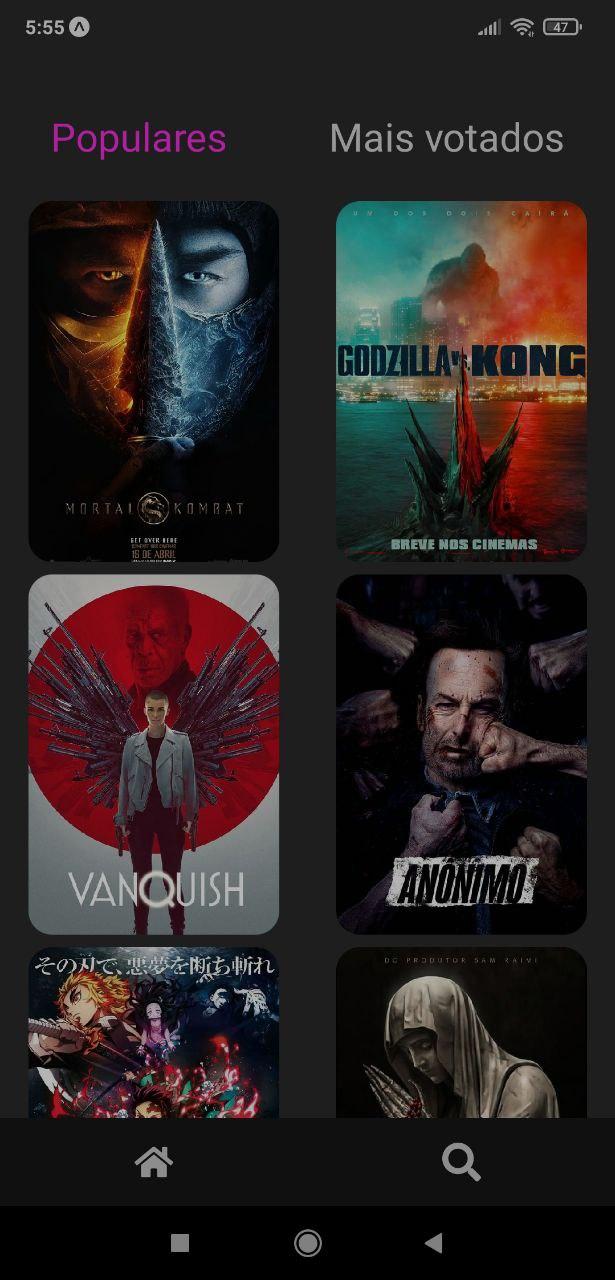 5:55
47
Populares
Mais votados
MORTAL KOMBAT
GET OVER HERE
15 DE ABRIL
UM DOS DOIS CAIRÁ
GODZILLA vs. KONG
BREVE NOS CINEMAS
VANQUISH
ANÔNIMO
その刃で、悪夢を断ち斬れ
DO PRODUTOR SAM RAIMI